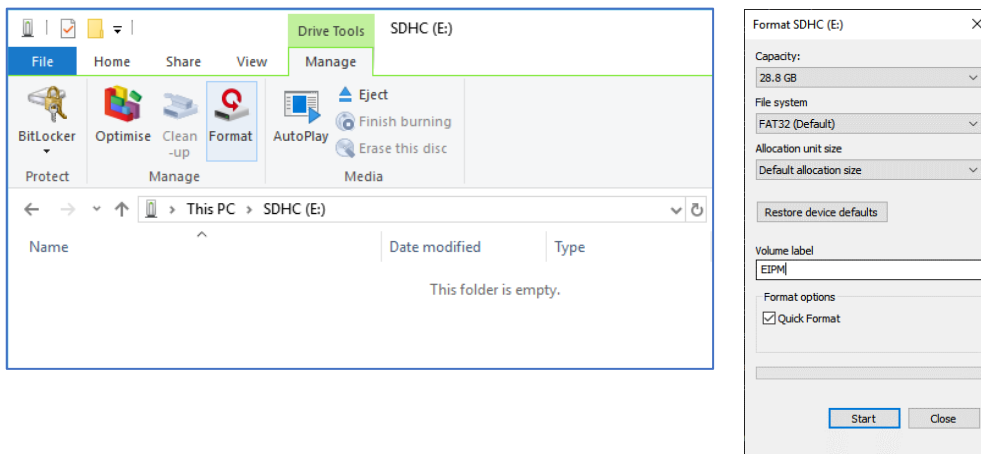 Drive Tools
SDHC (E:)
File
Home
Share
View
Manage
BitLocker
Optimise
Clean
-up
Format
AutoPlay
Eject
Finish burning
Erase this disc
Protect
Manage
Media
This PC > SDHC (E:)
Name
Date modified
Type
This folder is empty.
Format SDHC (E:)
Capacity:
28.8 GB
File system
FAT32 (Default)
Allocation unit size
Default allocation size
Restore device defaults
Volume label
EIPM
Format options
Quick Format
Start
Close